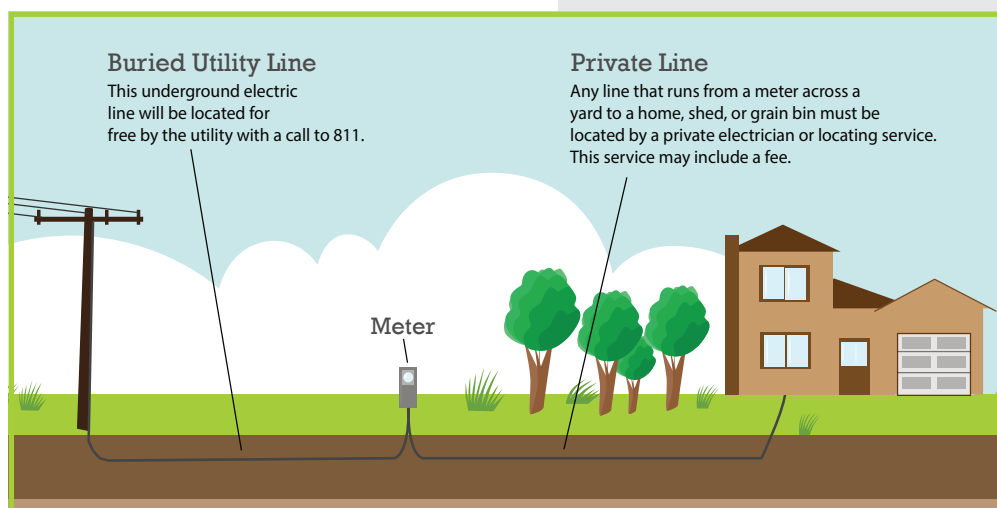 Buried Utility Line
This underground electric
line will be located for
free by the utility with a call to 811.
Private Line
Any line that runs from a meter across a
yard to a home, shed, or grain bin must be
located by a private electrician or locating service.
This service may include a fee.
Meter